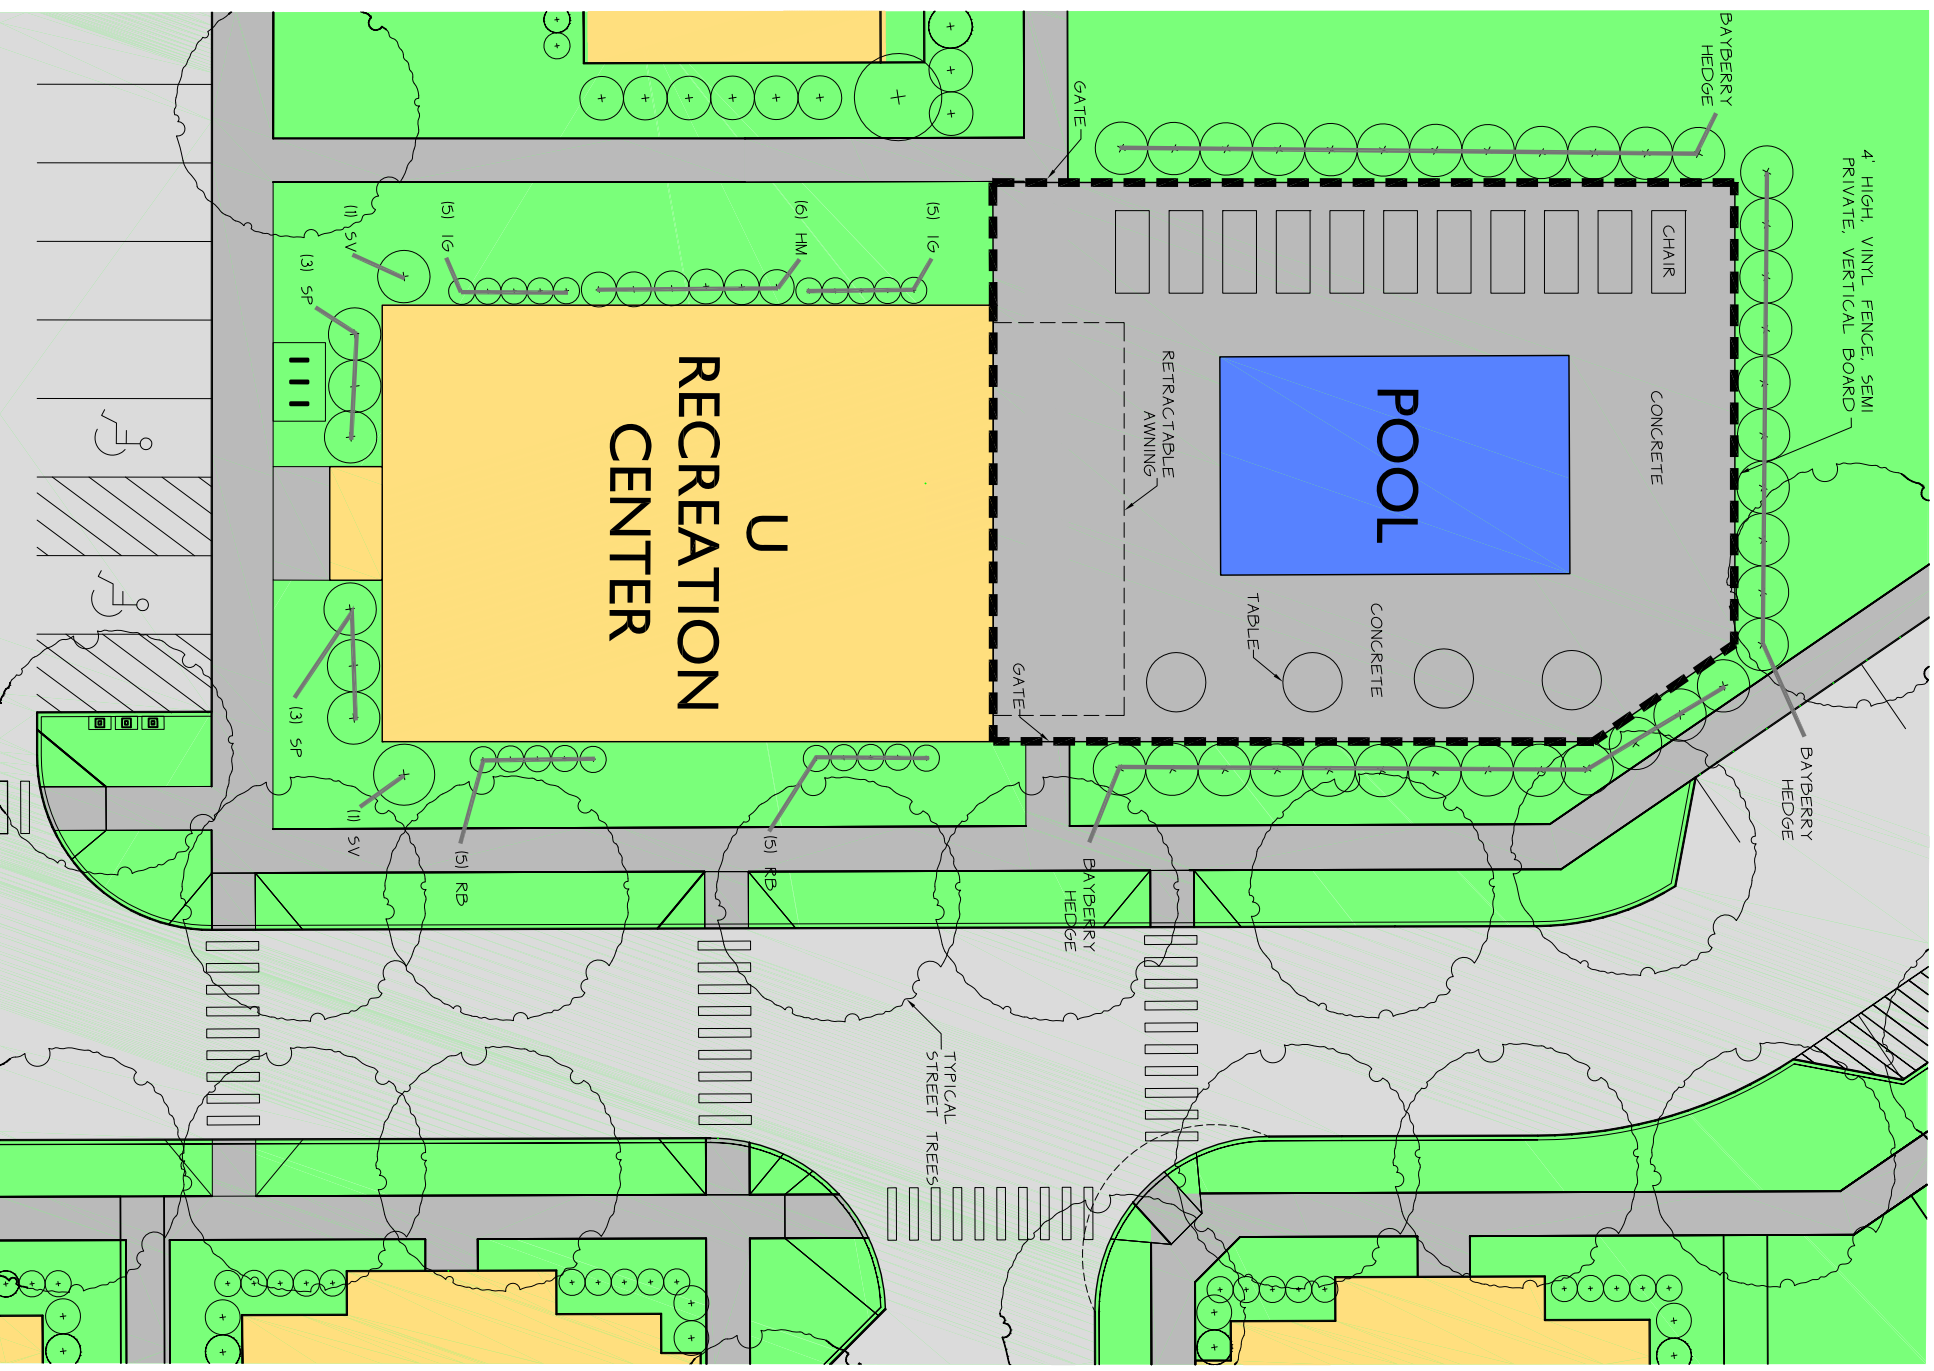 BAYBERRY
HEDGE
4' HIGH, VINYL FENCE, SEMI
PRIVATE, VERTICAL BOARD
GATE
(1) SV
(3) SP
(5) IG
(6) HM
(5) IG
CHAIR
RETRACTABLE
AWNING
CONCRETE
POOL
U
RECREATION
CENTER
TABLE
CONCRETE
GATE
(3) SP
(1) SV
(5) RB
(5) RB
BAYBERRY
HEDGE
BAYBERRY
HEDGE
TYPICAL
STREET TREES